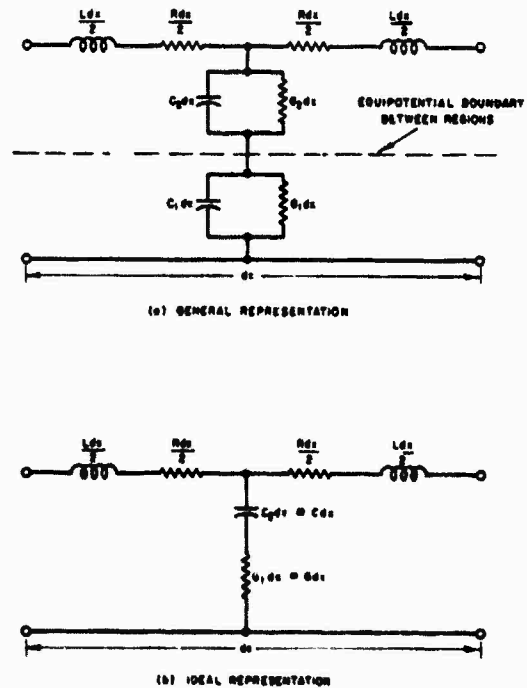 Ldx/2 Rdx/2 Rdx/2 Ldx/2
C₂dx G₂dx
EQUIPOTENTIAL BOUNDARY
BETWEEN REGIONS
C₁dx G₁dx
dx
(a) GENERAL REPRESENTATION
Ldx/2 Rdx/2 Rdx/2 Ldx/2
C₂dx = Cdx
G₁dx = Gdx
dx
(b) IDEAL REPRESENTATION